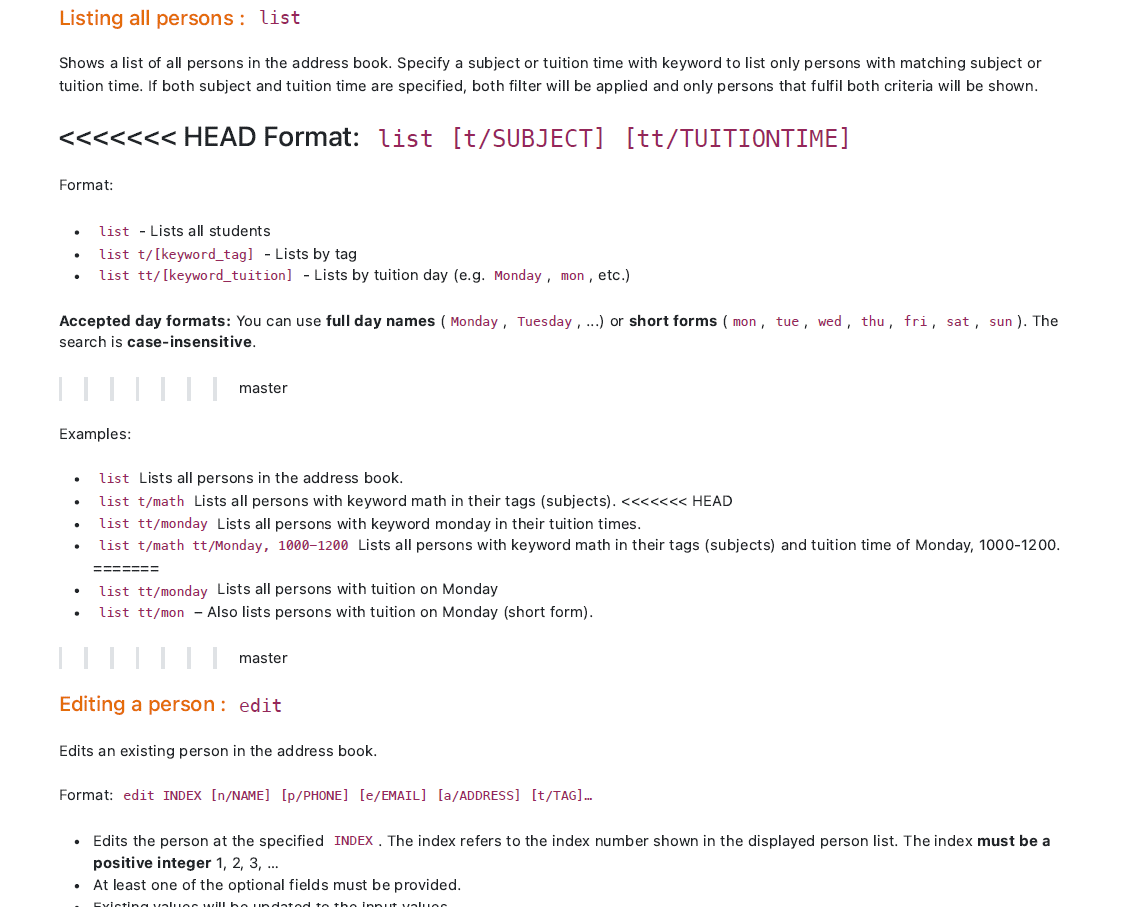 Listing all persons : list
Shows a list of all persons in the address book. Specify a subject or tuition time with keyword to list only persons with matching subject or
tuition time. If both subject and tuition time are specified, both filter will be applied and only persons that fulfil both criteria will be shown.
<<<<<<< HEAD Format: list [t/SUBJECT] [tt/TUITIONTIME]
Format:
• list - Lists all students
• list t/[keyword_tag] - Lists by tag
• list tt/[keyword_tuition] - Lists by tuition day (e.g. Monday, mon, etc.)
Accepted day formats: You can use full day names (Monday, Tuesday, ...) or short forms (mon, tue, wed, thu, fri, sat, sun). The
search is case-insensitive.
master
Examples:
• list Lists all persons in the address book.
• list t/math Lists all persons with keyword math in their tags (subjects). <<<<<<< HEAD
• list tt/monday Lists all persons with keyword monday in their tuition times.
• list t/math tt/Monday, 1000-1200 Lists all persons with keyword math in their tags (subjects) and tuition time of Monday, 1000-1200.
=======
• list tt/monday Lists all persons with tuition on Monday
• list tt/mon – Also lists persons with tuition on Monday (short form).
master
Editing a person : edit
Edits an existing person in the address book.
Format: edit INDEX [n/NAME] [p/PHONE] [e/EMAIL] [a/ADDRESS] [t/TAG]…
• Edits the person at the specified INDEX. The index refers to the index number shown in the displayed person list. The index must be a
positive integer 1, 2, 3, …
• At least one of the optional fields must be provided.
• Existing values will be updated to the input values.